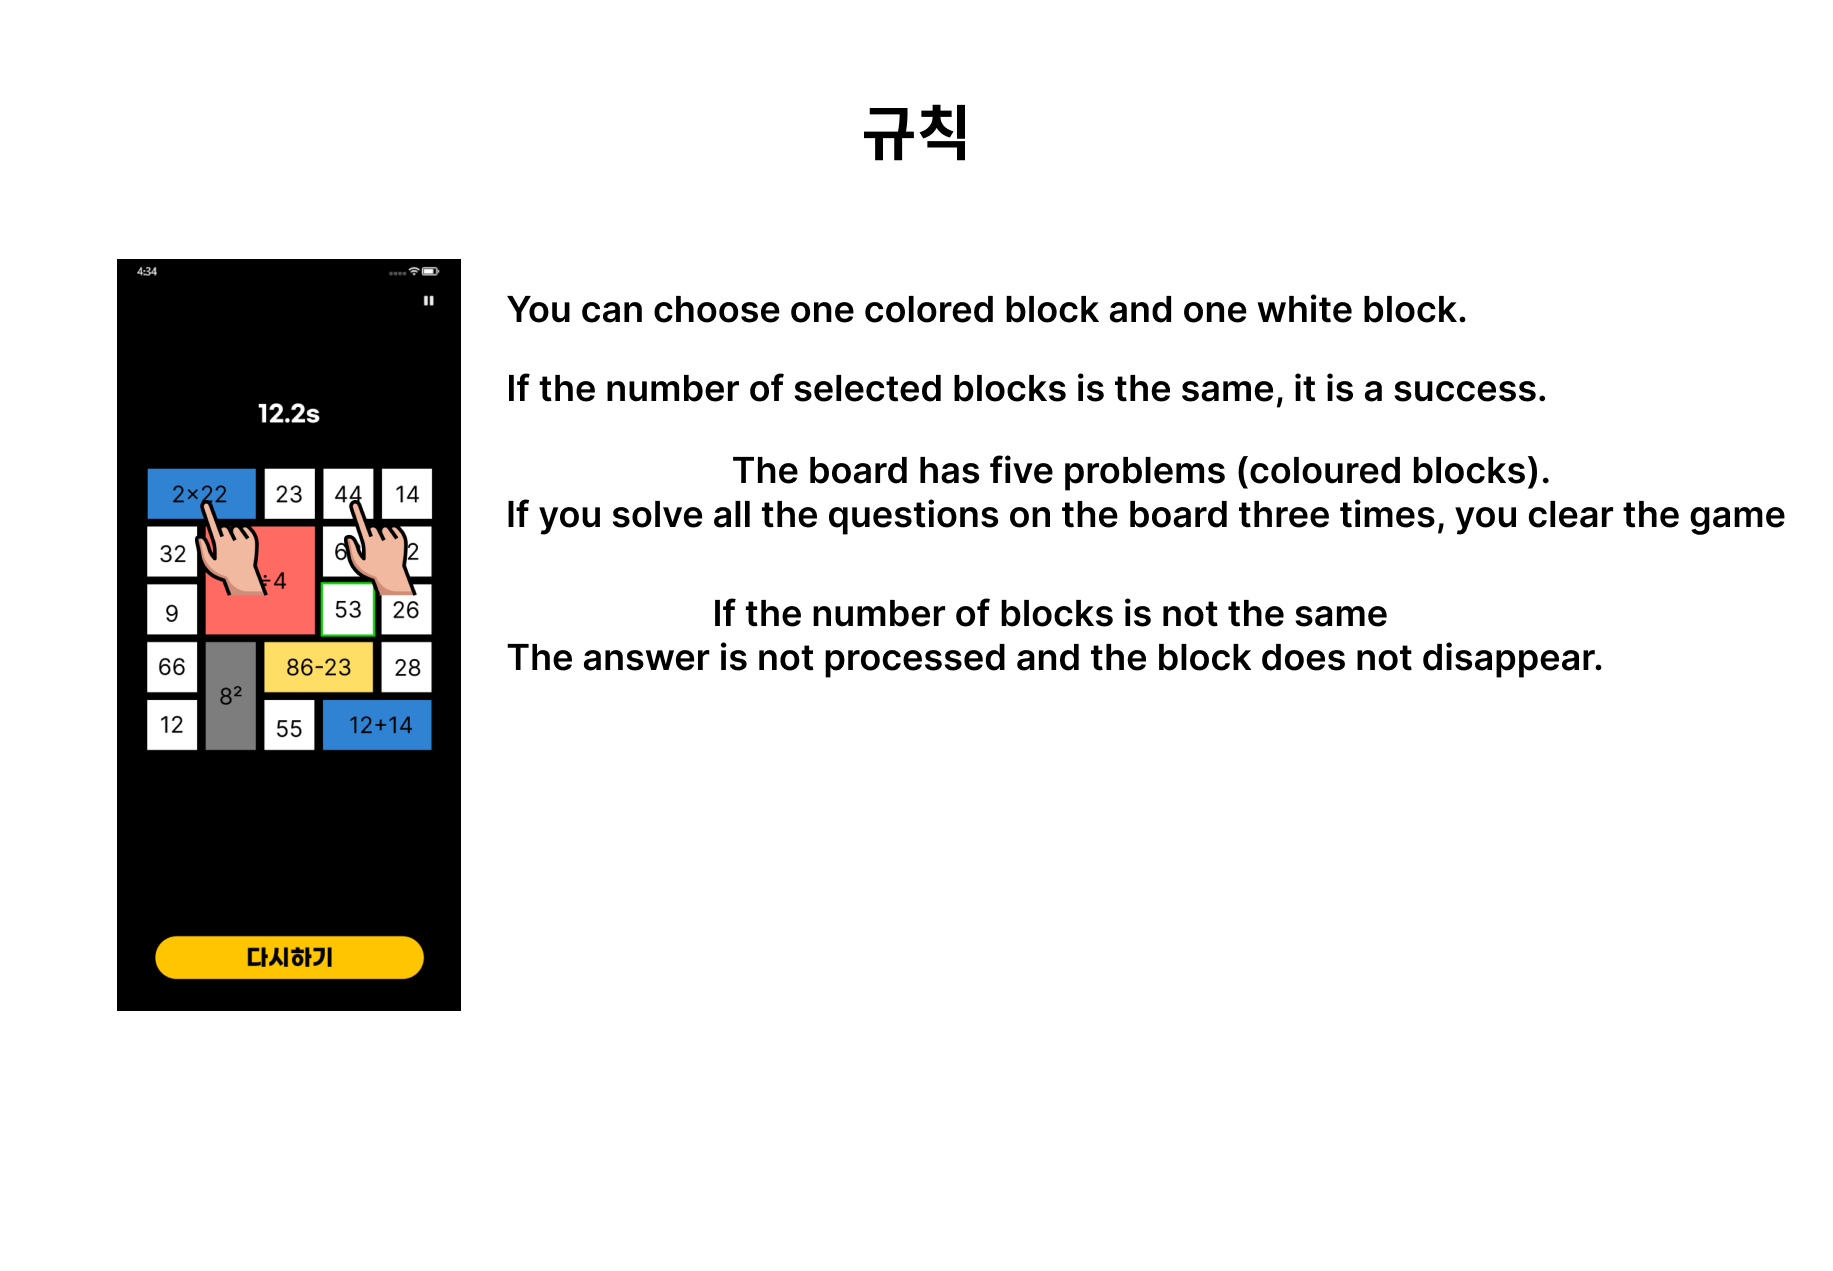 규칙
4:34
12.2s
2×22 23 44 14
32
÷4
9 53 26
66 8² 86-23 28
12 55 12+14
다시하기
You can choose one colored block and one white block.
If the number of selected blocks is the same, it is a success.
The board has five problems (coloured blocks).
If you solve all the questions on the board three times, you clear the game
If the number of blocks is not the same
The answer is not processed and the block does not disappear.